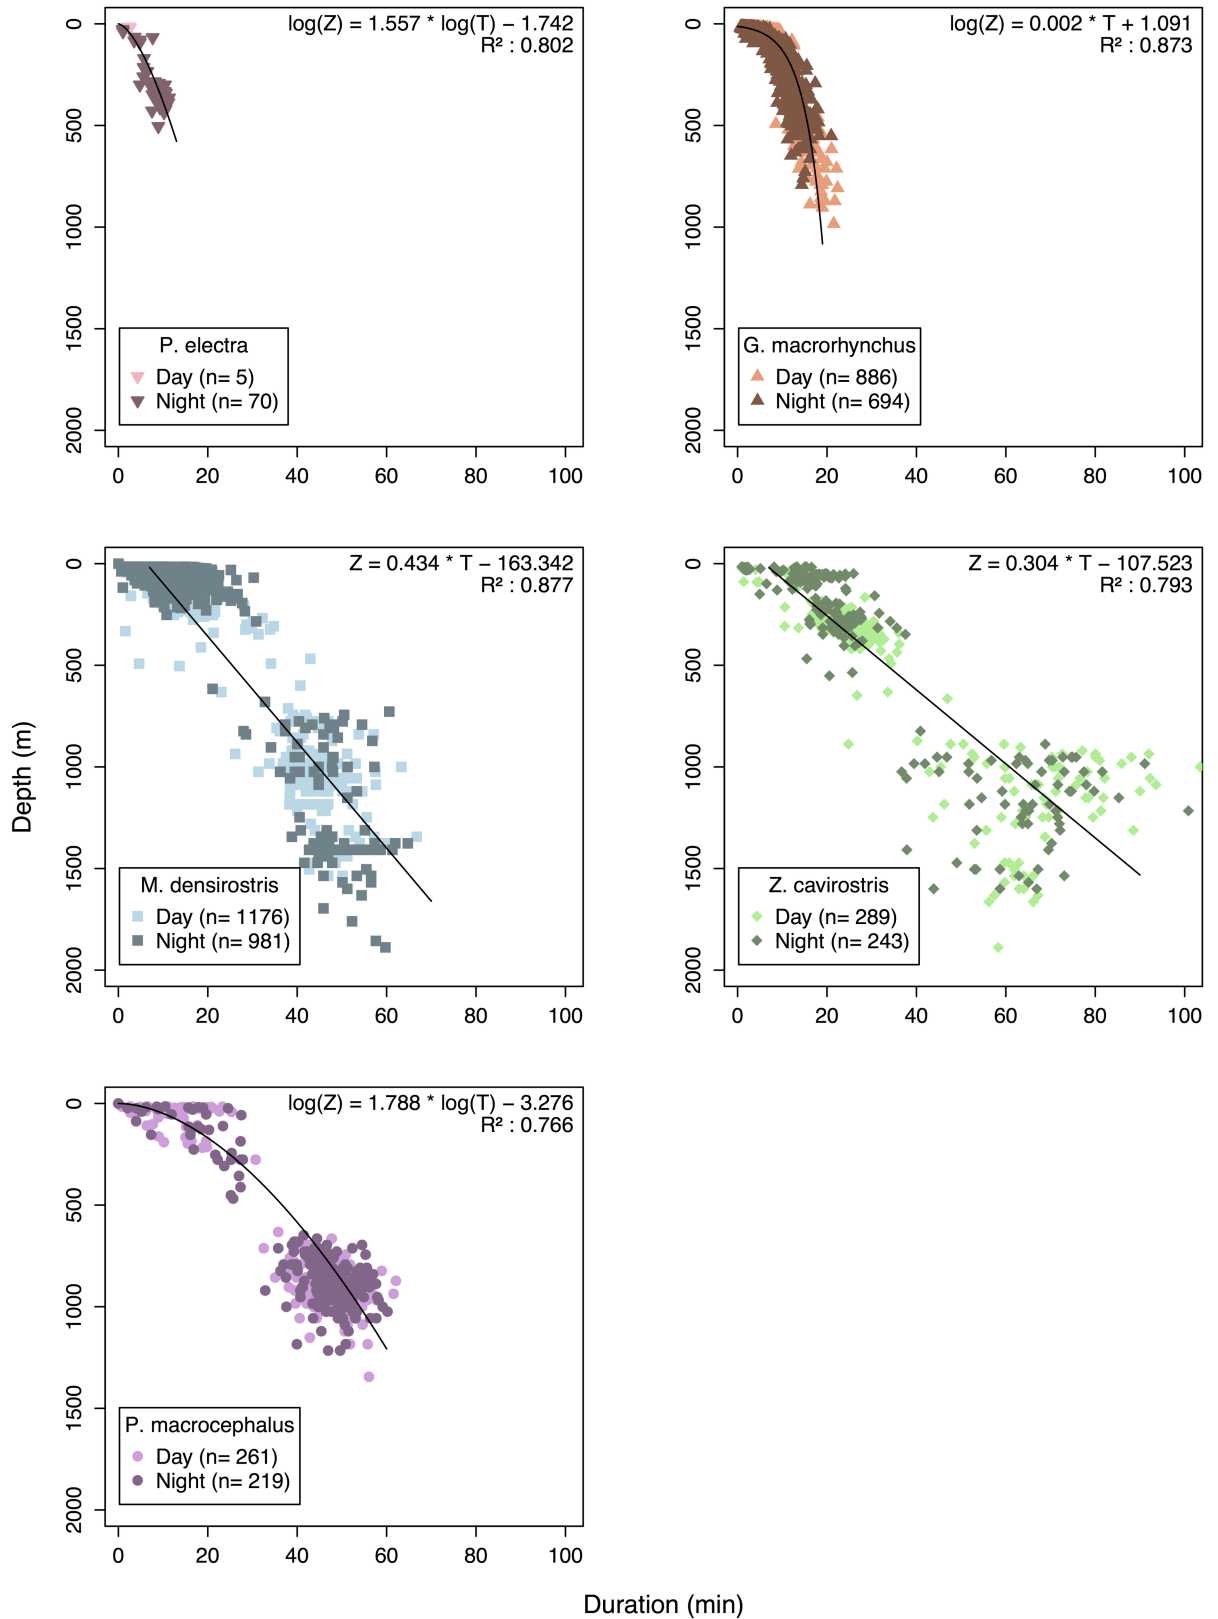 log(Z) = 1.557 * log(T) − 1.742
R² : 0.802
0
500
1000
1500
2000
P. electra
Day (n= 5)
Night (n= 70)
0 20 40 60 80 100
log(Z) = 0.002 * T + 1.091
R² : 0.873
0
500
1000
1500
2000
G. macrorhynchus
Day (n= 886)
Night (n= 694)
0 20 40 60 80 100
Depth (m)
Z = 0.434 * T − 163.342
R² : 0.877
0
500
1000
1500
2000
M. densirostris
Day (n= 1176)
Night (n= 981)
0 20 40 60 80 100
Z = 0.304 * T − 107.523
R² : 0.793
0
500
1000
1500
2000
Z. cavirostris
Day (n= 289)
Night (n= 243)
0 20 40 60 80 100
log(Z) = 1.788 * log(T) − 3.276
R² : 0.766
0
500
1000
1500
2000
P. macrocephalus
Day (n= 261)
Night (n= 219)
0 20 40 60 80 100
Duration (min)